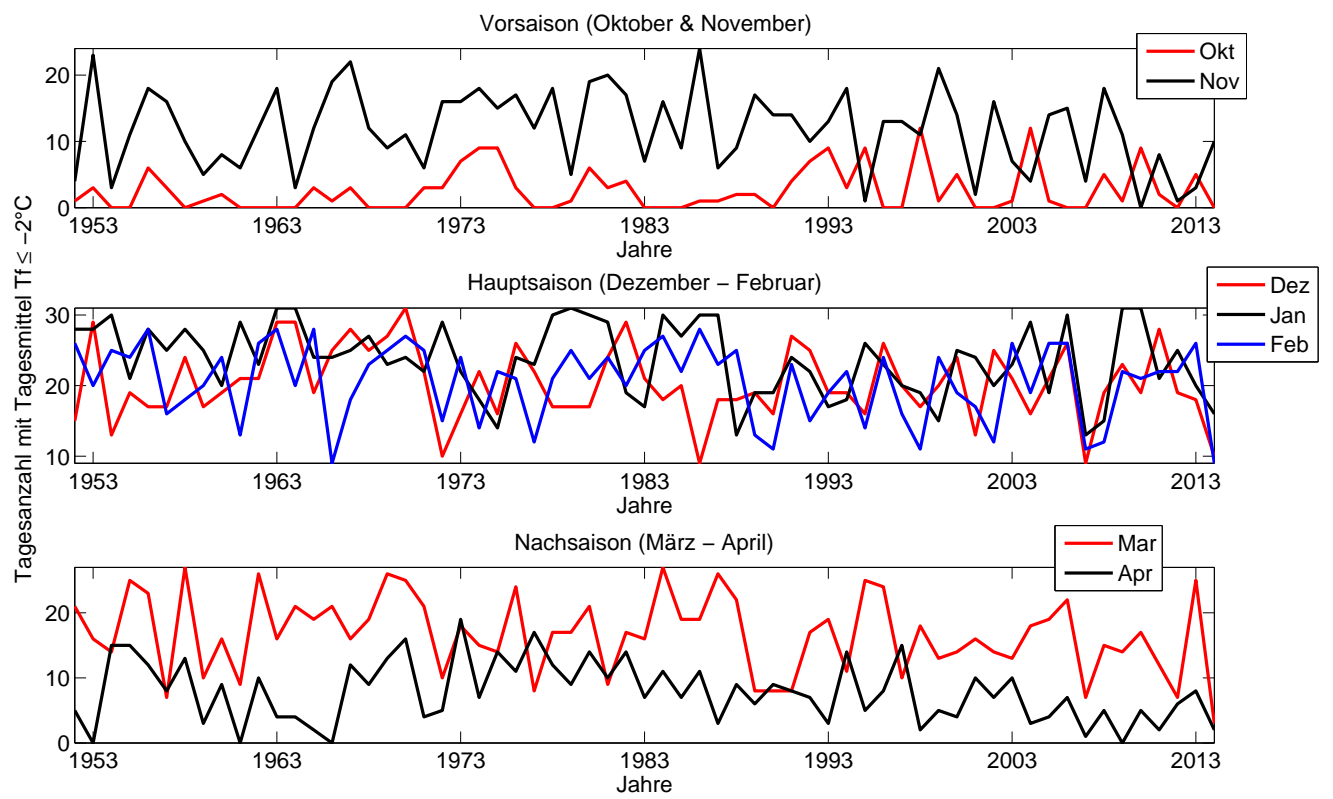 Vorsaison (Oktober & November)
Okt
Nov
20
10
0
1953 1963 1973 1983 1993 2003 2013
Jahre
Tagesanzahl mit Tagesmittel Tf ≤ −2°C
Hauptsaison (Dezember − Februar)
Dez
Jan
Feb
30
20
10
1953 1963 1973 1983 1993 2003 2013
Jahre
Nachsaison (März − April)
Mar
Apr
20
10
0
1953 1963 1973 1983 1993 2003 2013
Jahre